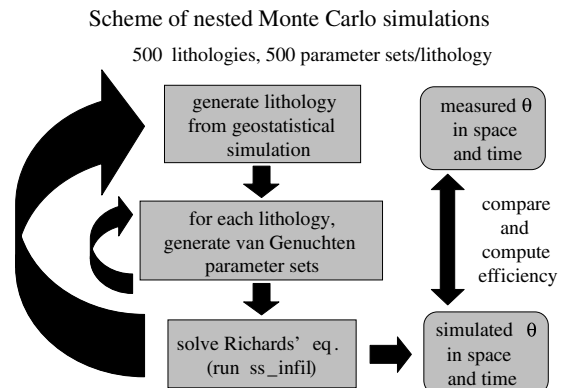 Scheme of nested Monte Carlo simulations
500 lithologies, 500 parameter sets/lithology
generate lithology
from geostatistical
simulation
measured θ
in space
and time
for each lithology,
generate van Genuchten
parameter sets
compare
and
compute
efficiency
solve Richards' eq.
(run ss_infil)
simulated θ
in space
and time